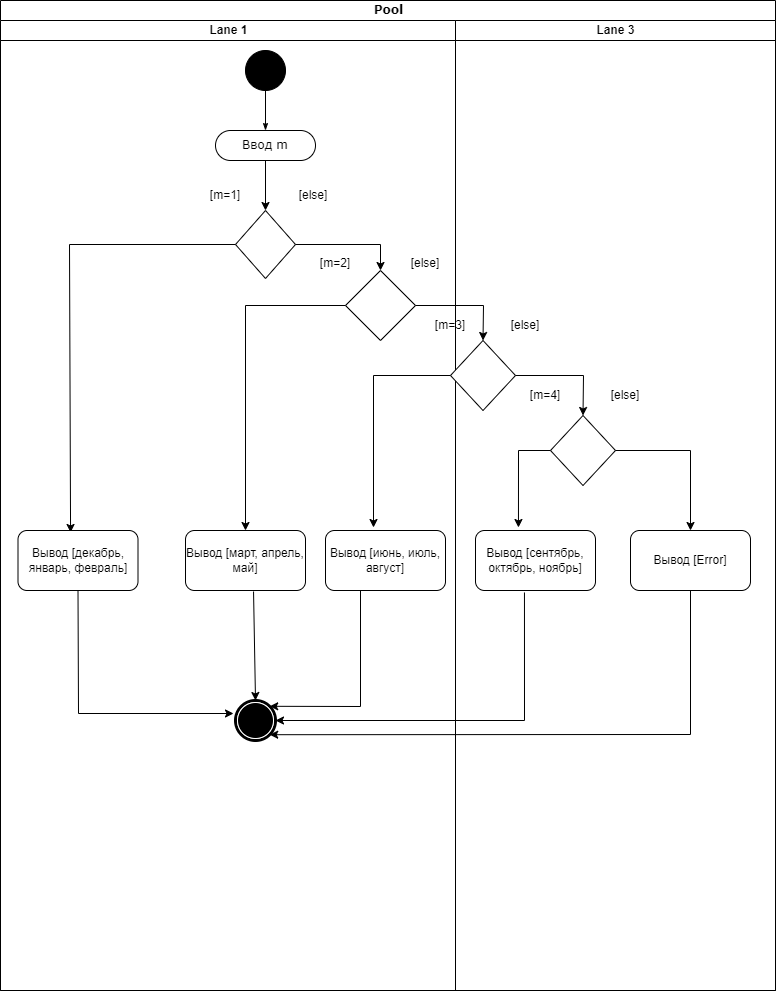 Pool
Lane 1
Lane 3
Ввод m
[m=1]
[else]
[m=2]
[else]
[m=3]
[else]
[m=4]
[else]
Вывод [декабрь,
январь, февраль]
Вывод [март, апрель,
май]
Вывод [июнь, июль,
август]
Вывод [сентябрь,
октябрь, ноябрь]
Вывод [Error]